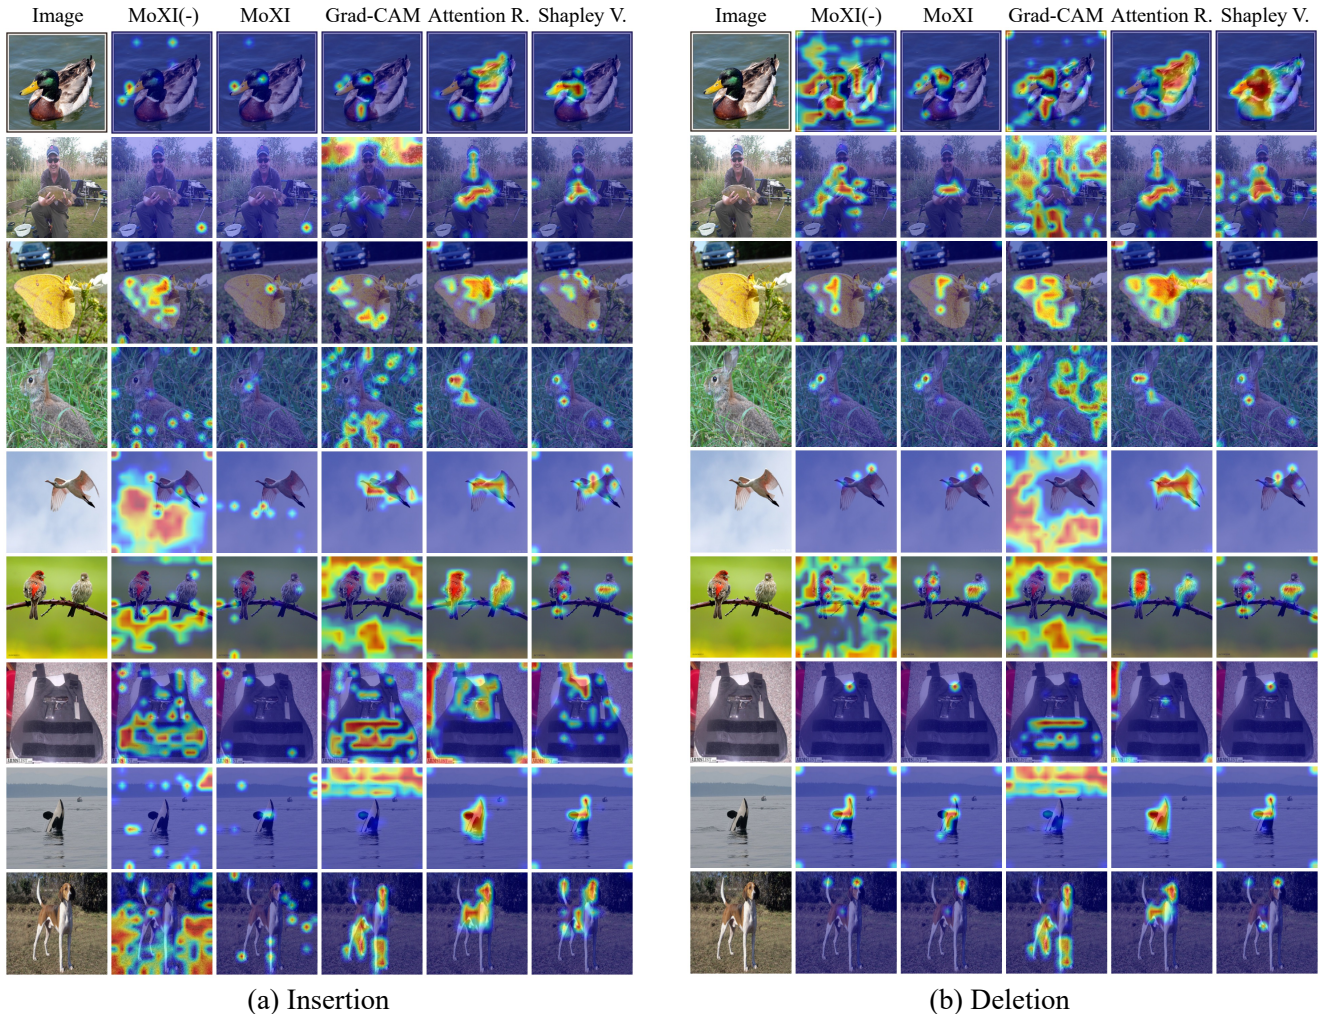 Image MoXI(-) MoXI Grad-CAM Attention R. Shapley V.
Image MoXI(-) MoXI Grad-CAM Attention R. Shapley V.
(a) Insertion
(b) Deletion